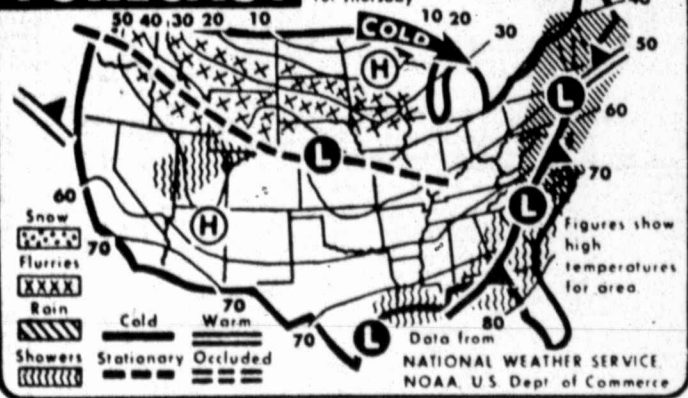 for Thursday
50 40 30 20 10
COLD
10 20
30
50
H
L
60
L
70
L
60
H
L
Snow
70
Flurries
Rain
Showers
Cold Warm
Stationary Occluded
70
70
80
Figures show
high
temperatures
for area.
Data from
NATIONAL WEATHER SERVICE,
NOAA, U.S. Dept of Commerce